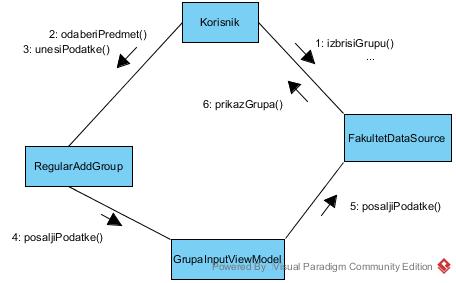 Korisnik
2: odaberiPredmet()
3: unesiPodatke()
1: izbrisiGrupu()
...
6: prikazGrupa()
FakultetDataSource
RegularAddGroup
5: posaljiPodatke()
4: posaljiPodatke()
GrupaInputViewModel
Powered By Visual Paradigm Community Edition